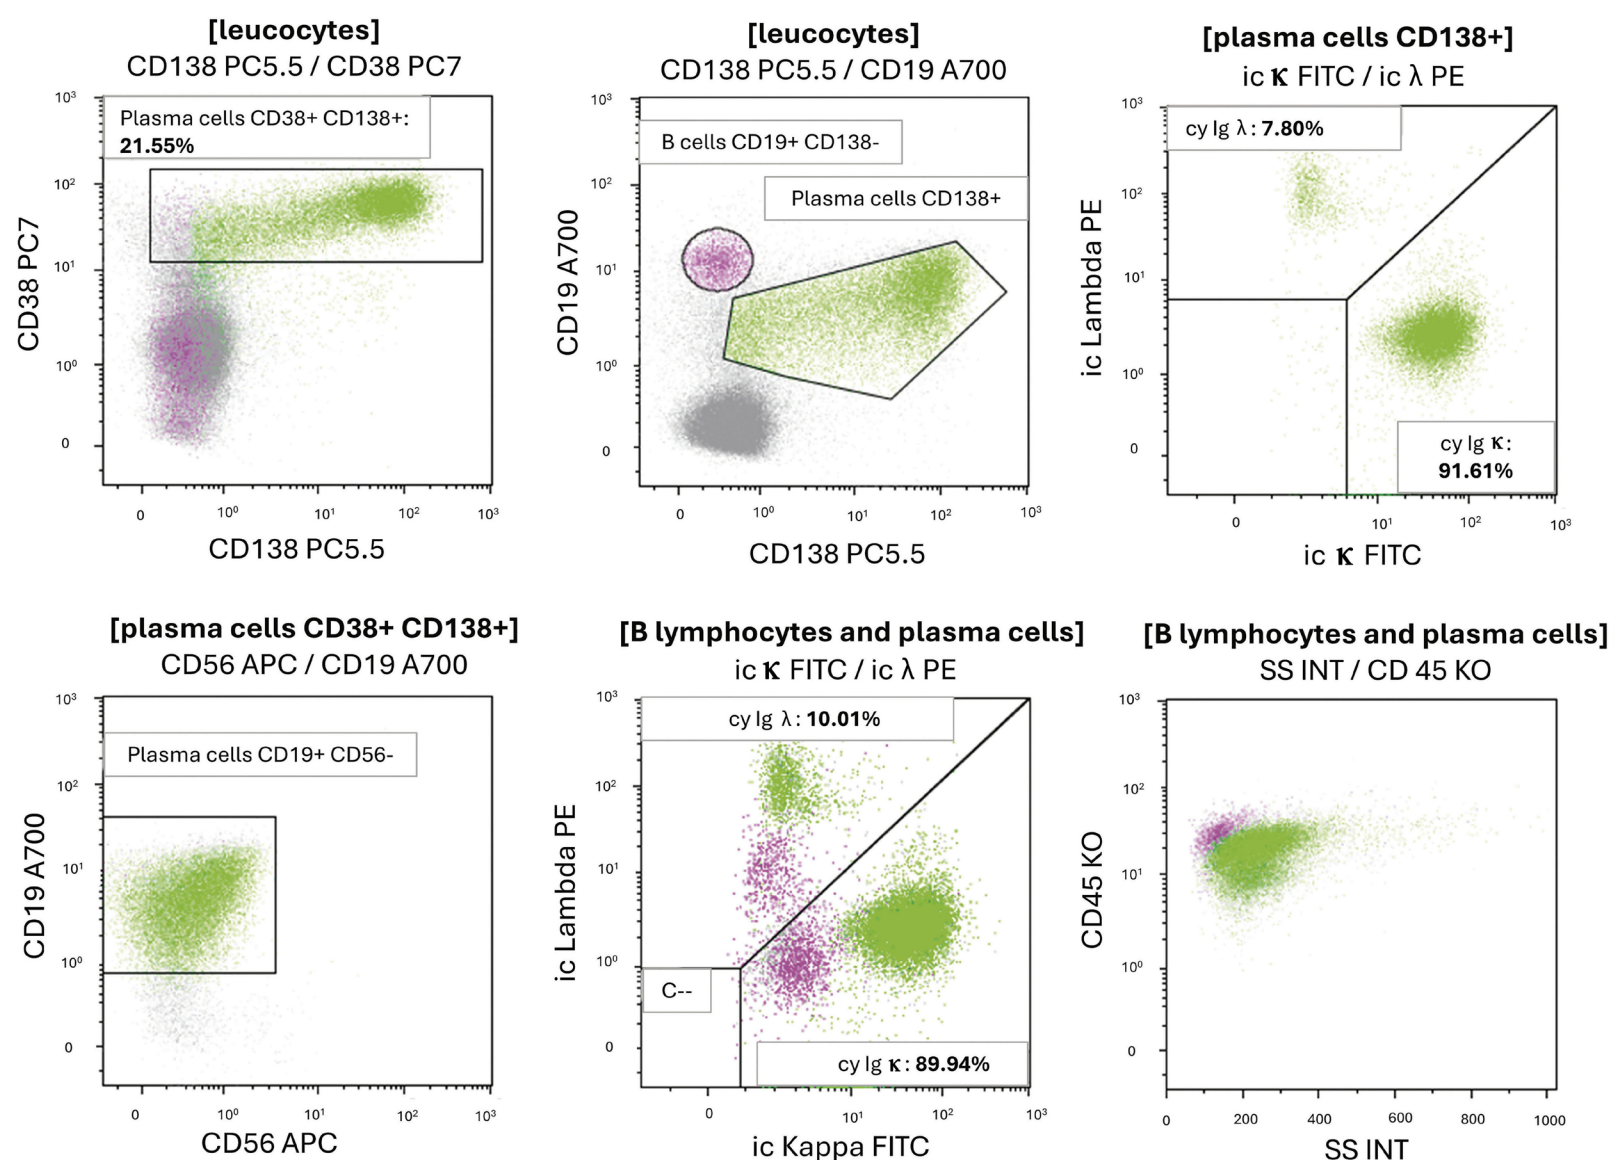 [leucocytes]
CD138 PC5.5 / CD38 PC7
10³
Plasma cells CD38+ CD138+:
21.55%
10²
10¹
10⁰
0
CD38 PC7
0
10⁰
10¹
10²
10³
CD138 PC5.5
[leucocytes]
CD138 PC5.5 / CD19 A700
10³
B cells CD19+ CD138-
Plasma cells CD138+
10²
10¹
10⁰
0
CD19 A700
0
10⁰
10¹
10²
10³
CD138 PC5.5
[plasma cells CD138+]
ic κ FITC / ic λ PE
10³
cy Ig λ: 7.80%
10²
10¹
10⁰
0
ic Lambda PE
cy Ig κ:
91.61%
0
10¹
10²
10³
ic κ FITC
[plasma cells CD38+ CD138+]
CD56 APC / CD19 A700
10³
Plasma cells CD19+ CD56-
10²
10¹
10⁰
0
CD19 A700
0
10⁰
10¹
10²
10³
CD56 APC
[B lymphocytes and plasma cells]
ic κ FITC / ic λ PE
10³
cy Ig λ: 10.01%
10²
10¹
10⁰
0
ic Lambda PE
C--
cy Ig κ: 89.94%
0
10¹
10²
10³
ic Kappa FITC
[B lymphocytes and plasma cells]
SS INT / CD 45 KO
10³
10²
10¹
10⁰
0
CD45 KO
0
200
400
600
800
1000
SS INT